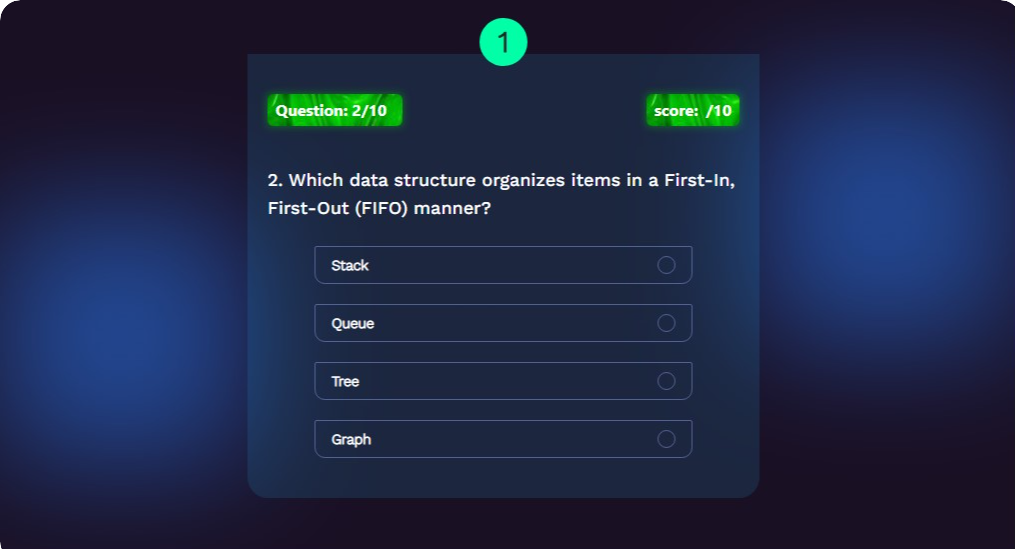 1
Question: 2/10
score: /10
2. Which data structure organizes items in a First-In,
First-Out (FIFO) manner?
Stack
Queue
Tree
Graph